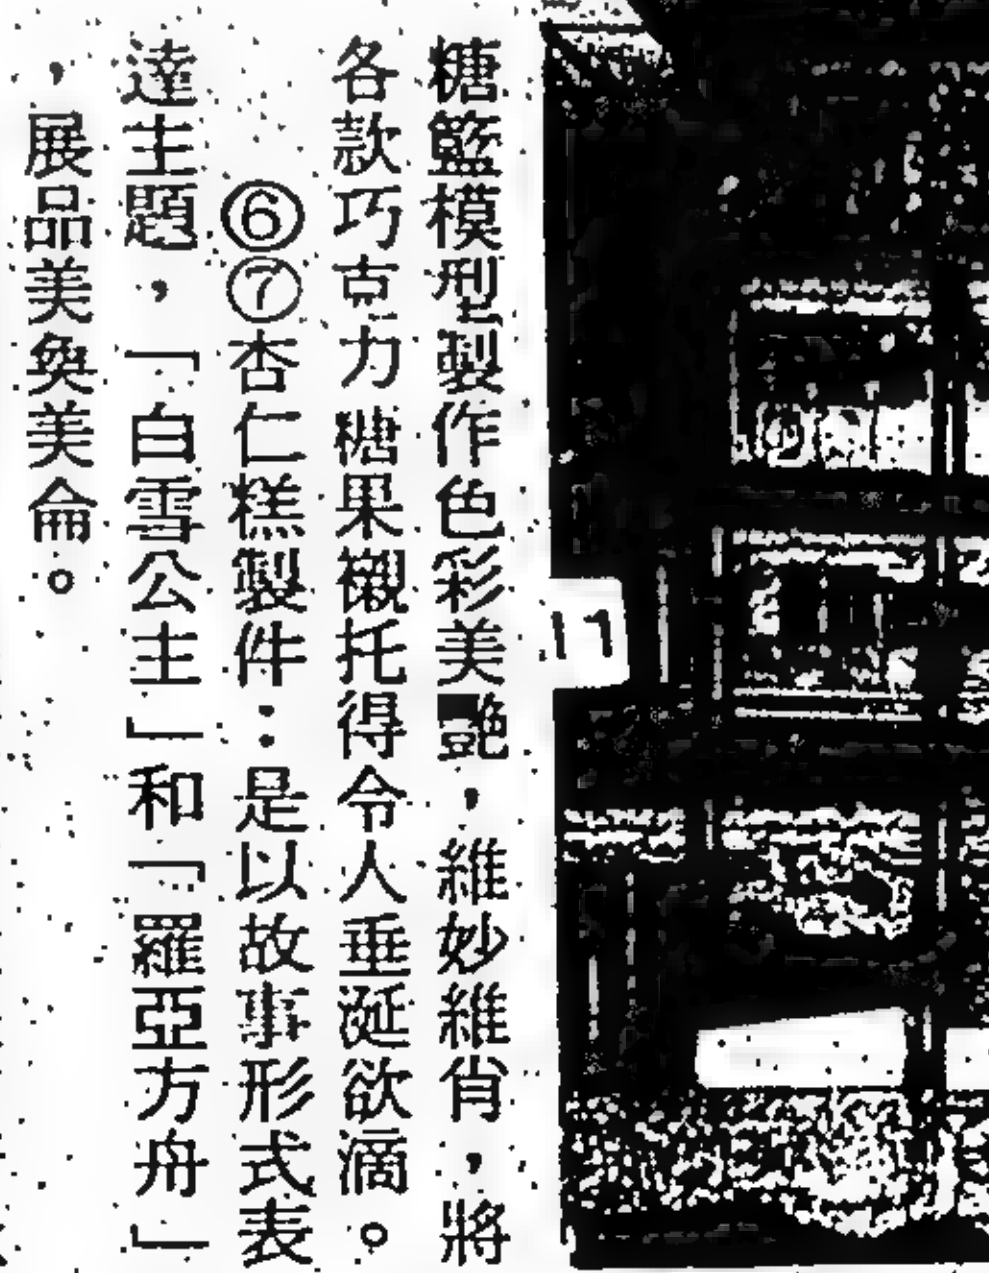 糖籃模型製作色彩美艷，維妙維肖，將
各款巧克力糖果襯托得令人垂涎欲滴。
⑥⑦杏仁糕製件：是以故事形式表
達主題，「白雪公主」和「羅亞方舟」
，展品美奐美侖。
11